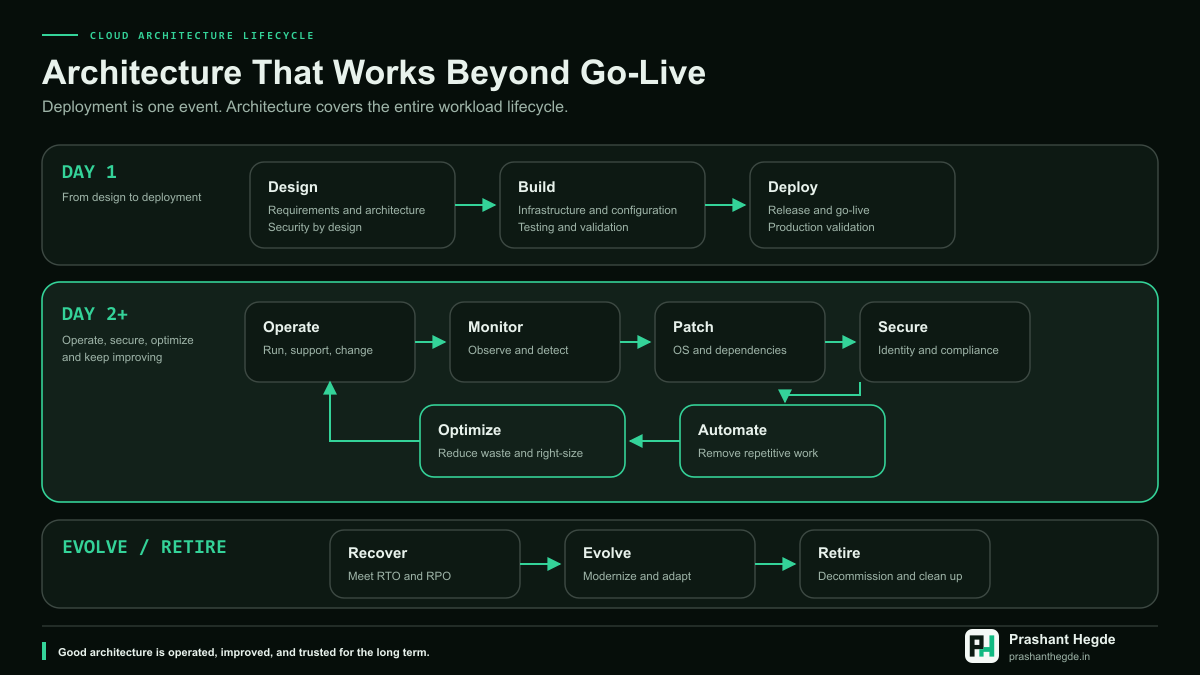 CLOUD ARCHITECTURE LIFECYCLE
Architecture That Works Beyond Go-Live
Deployment is one event. Architecture covers the entire workload lifecycle.
DAY 1
From design to deployment
Design
Requirements and architecture
Security by design
Build
Infrastructure and configuration
Testing and validation
Deploy
Release and go-live
Production validation
DAY 2+
Operate, secure, optimize
and keep improving
Operate
Run, support, change
Monitor
Observe and detect
Patch
OS and dependencies
Secure
Identity and compliance
Automate
Remove repetitive work
Optimize
Reduce waste and right-size
EVOLVE / RETIRE
Recover
Meet RTO and RPO
Evolve
Modernize and adapt
Retire
Decommission and clean up
Good architecture is operated, improved, and trusted for the long term.
PH
Prashant Hegde
prashanthegde.in